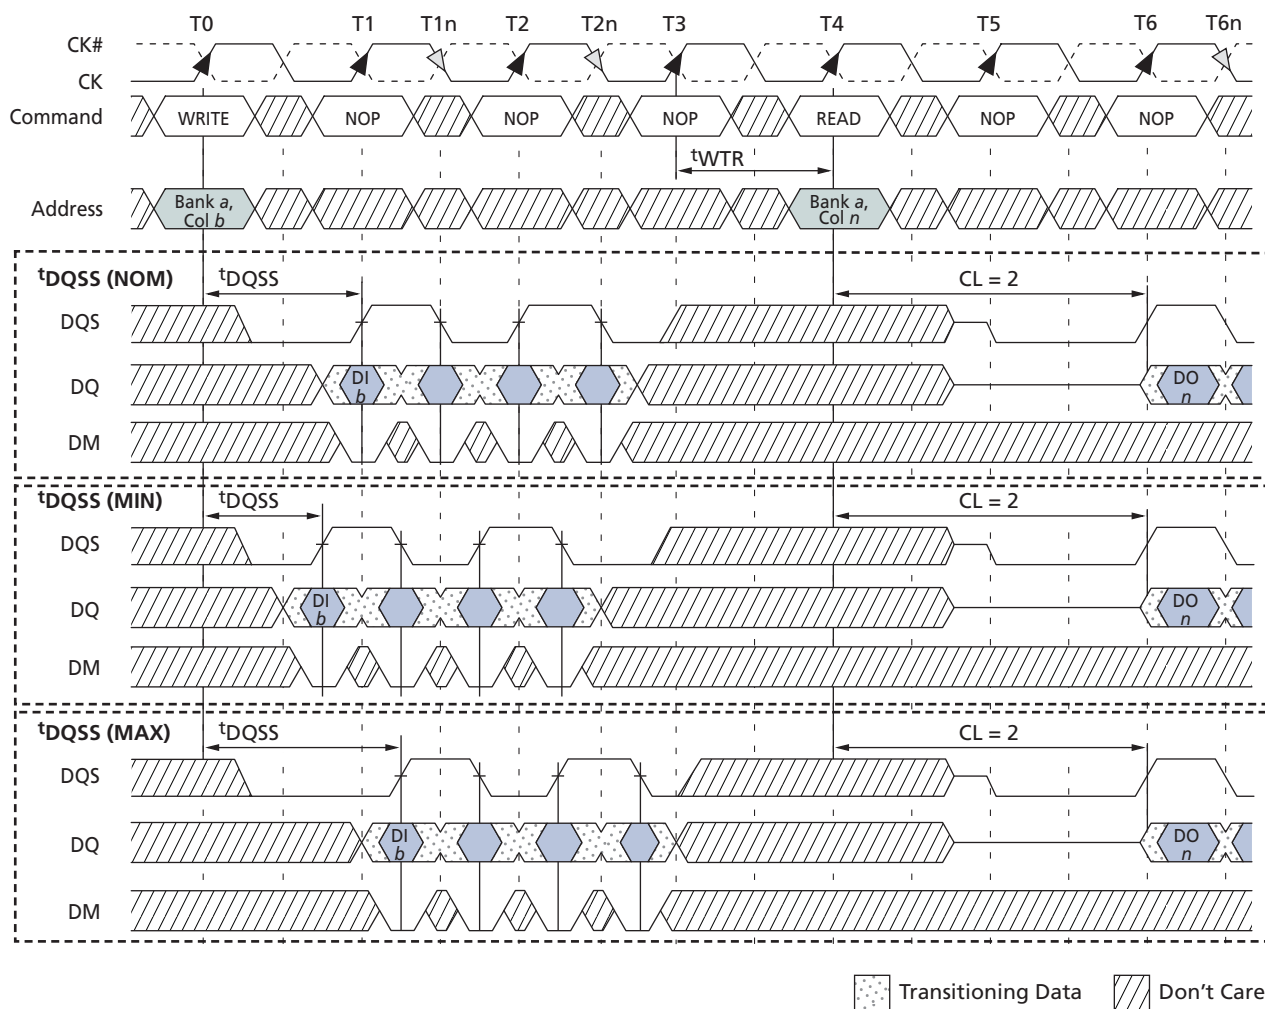 T0 T1 T1n T2 T2n T3 T4 T5 T6 T6n
CK#
CK
Command WRITE NOP NOP NOP READ NOP NOP
tWTR
Address Bank a, Col b Bank a, Col n
tDQSS (NOM) tDQSS CL = 2
DQS
DQ DI b DO n
DM
tDQSS (MIN) tDQSS CL = 2
DQS
DQ DI b DO n
DM
tDQSS (MAX) tDQSS CL = 2
DQS
DQ DI b DO n
DM
Transitioning Data Don't Care